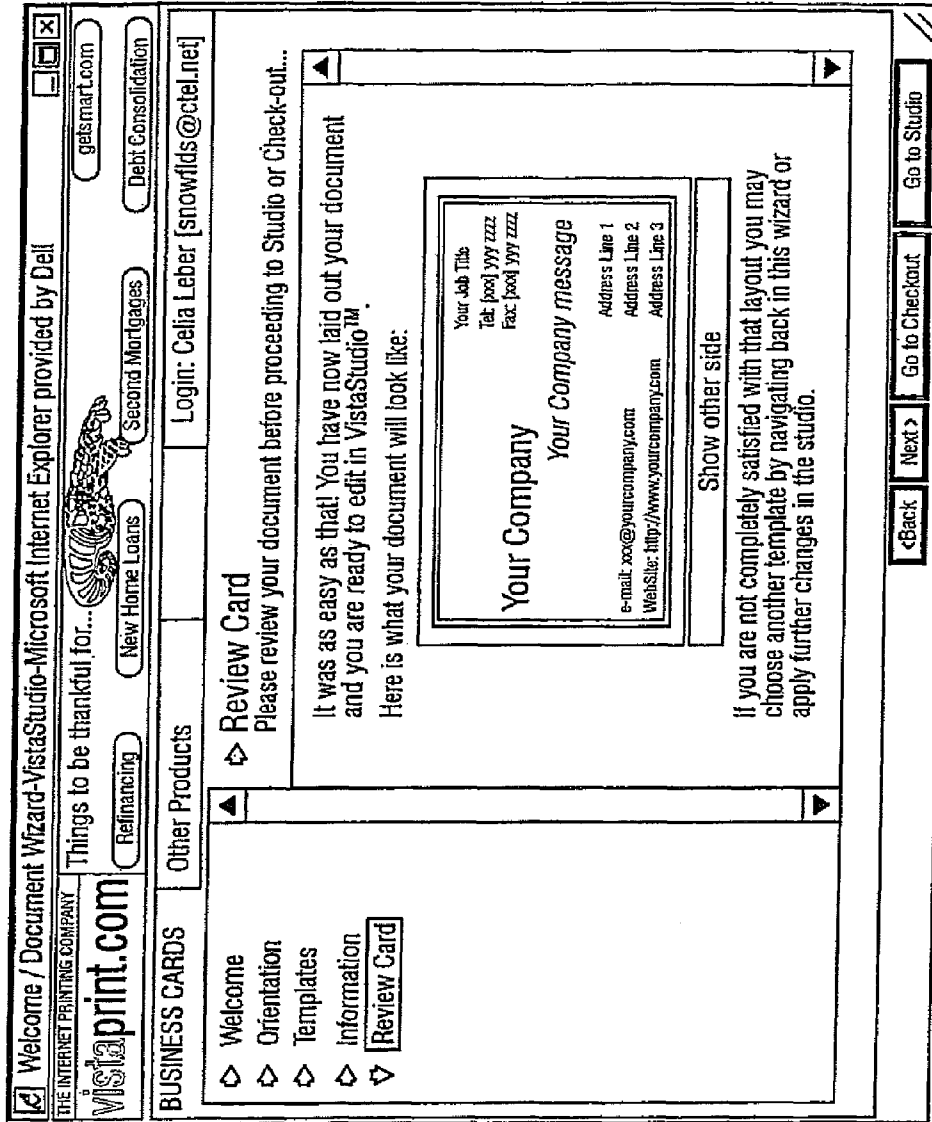 Welcome / Document Wizard-VistaStudio-Microsoft Internet Explorer provided by Dell
THE INTERNET PRINTING COMPANY
vistaprint.com
Things to be thankful for...
getsmart.com
Refinancing
New Home Loans
Second Mortgages
Debt Consolidation
BUSINESS CARDS
Other Products
Login: Celia Leber [snowflds@ctel.net]
Welcome
Orientation
Templates
Information
Review Card
Review Card
Please review your document before proceeding to Studio or Check-out...
It was as easy as that! You have now laid out your document
and you are ready to edit in VistaStudio™.
Here is what your document will look like:
Your Job Title
Tel: [xxx] yyy zzzz
Fax: [xxx] yyy zzzz
Your Company
Your Company message
e-mail: xxx@yourcompany.com
WebSite: http://www.yourcompany.com
Address Line 1
Address Line 2
Address Line 3
Show other side
If you are not completely satisfied with that layout you may
choose another template by navigating back in this wizard or
apply further changes in the studio.
<Back
Next>
Go to Checkout
Go to Studio